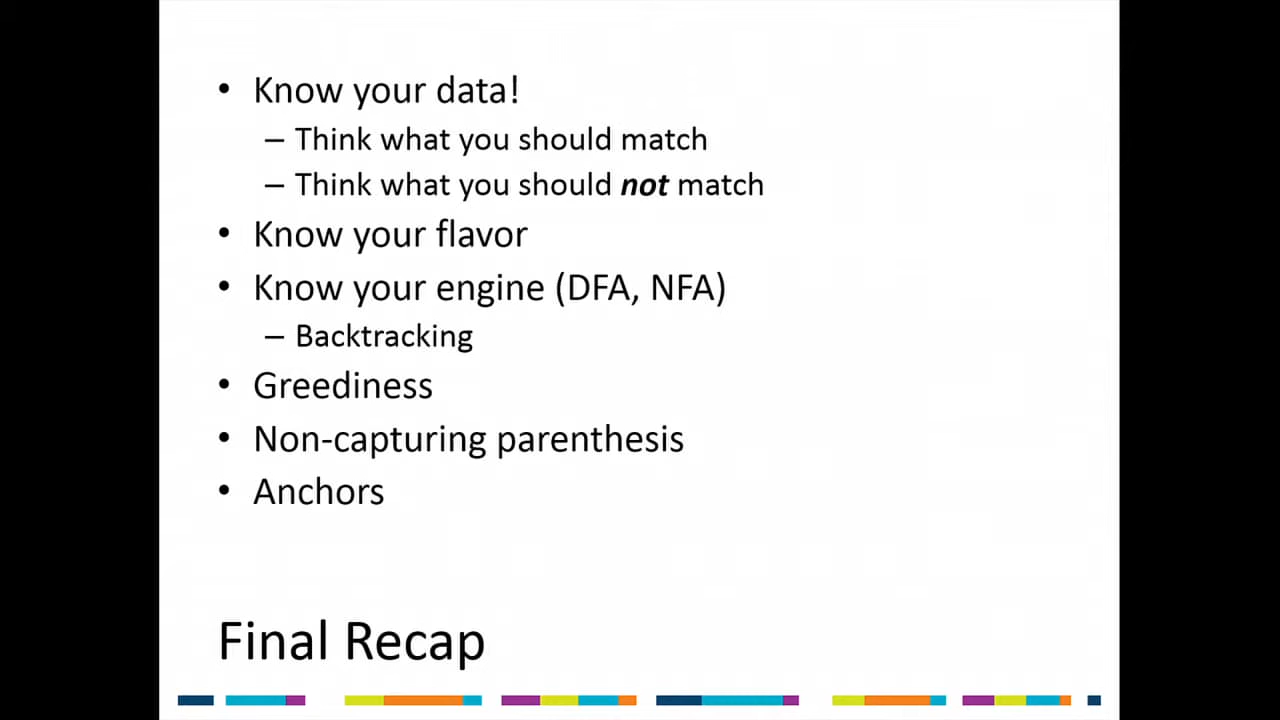 • Know your data!
– Think what you should match
– Think what you should not match
• Know your flavor
• Know your engine (DFA, NFA)
– Backtracking
• Greediness
• Non-capturing parenthesis
• Anchors
Final Recap